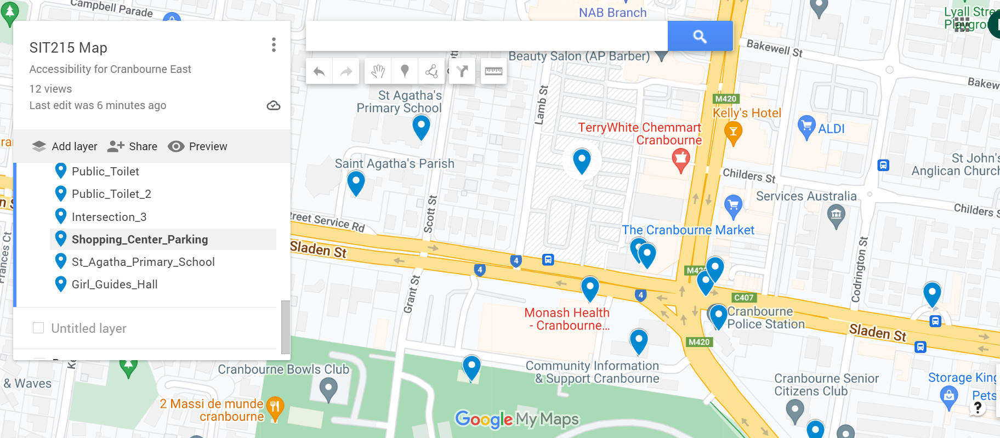 Campbell Parade
NAB Branch
Lyall Stre
Playgrou
SIT215 Map
Accessibility for Cranbourne East
12 views
Last edit was 6 minutes ago
Add layer
Share
Preview
Public_Toilet
Public_Toilet_2
Intersection_3
Shopping_Center_Parking
St_Agatha_Primary_School
Girl_Guides_Hall
Untitled layer
Bakewell St
Bakew
Beauty Salon (AP Barber)
St Agatha's
Primary School
Lamb St
M420
Kelly's Hotel
TerryWhite Chemmart
Cranbourne
ALDI
Saint Agatha's Parish
St John's
Anglican Church
Childers St
Services Australia
Childers S
Scott St
treet Service Rd
The Cranbourne Market
Sladen St
4
4
4
Grant St
Frances Ct
Codrington St
C407
Monash Health
- Cranbourne...
Cranbourne
Police Station
Sladen St
M420
Community Information
& Support Cranbourne
Cranbourne Bowls Club
& Waves
2 Massi de munde
cranbourne
Cranbourne Senior
Citizens Club
Storage King
Pets
?
Google My Maps